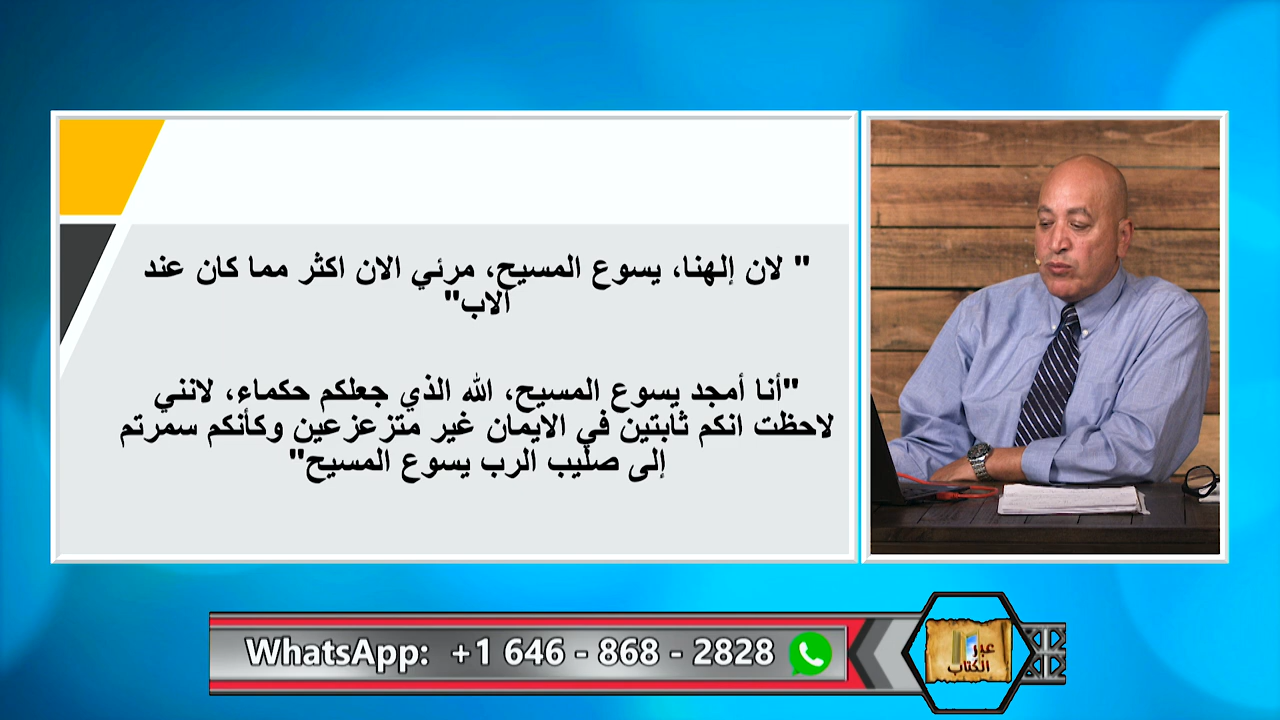 " لان إلهنا، يسوع المسيح، مرئي الان اكثر مما كان عند
الاب"
"أنا أمجد يسوع المسيح، الله الذي جعلكم حكماء، لانني
لاحظت انكم ثابتين في الايمان غير متزعزعين وكأنكم سمرتم
إلى صليب الرب يسوع المسيح"
WhatsApp: +1 646 - 868 - 2828
عبر
الكتاب